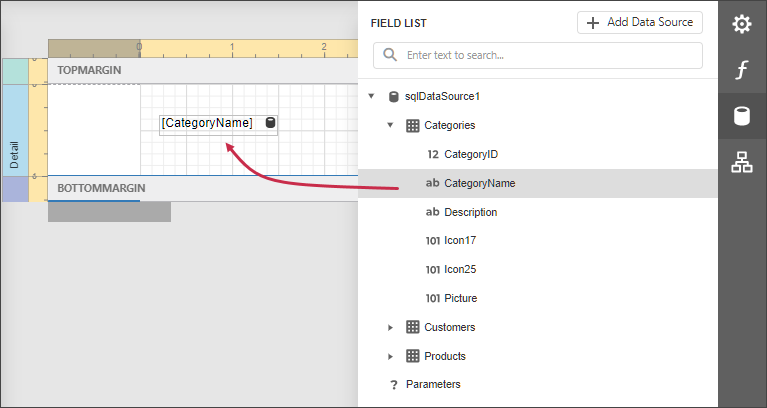 FIELD LIST
+ Add Data Source
Enter text to search...
0 1 2
TOPMARGIN
[CategoryName]
Detail
BOTTOMMARGIN
sqlDataSource1
Categories
12 CategoryID
ab CategoryName
ab Description
101 Icon17
101 Icon25
101 Picture
Customers
Products
? Parameters